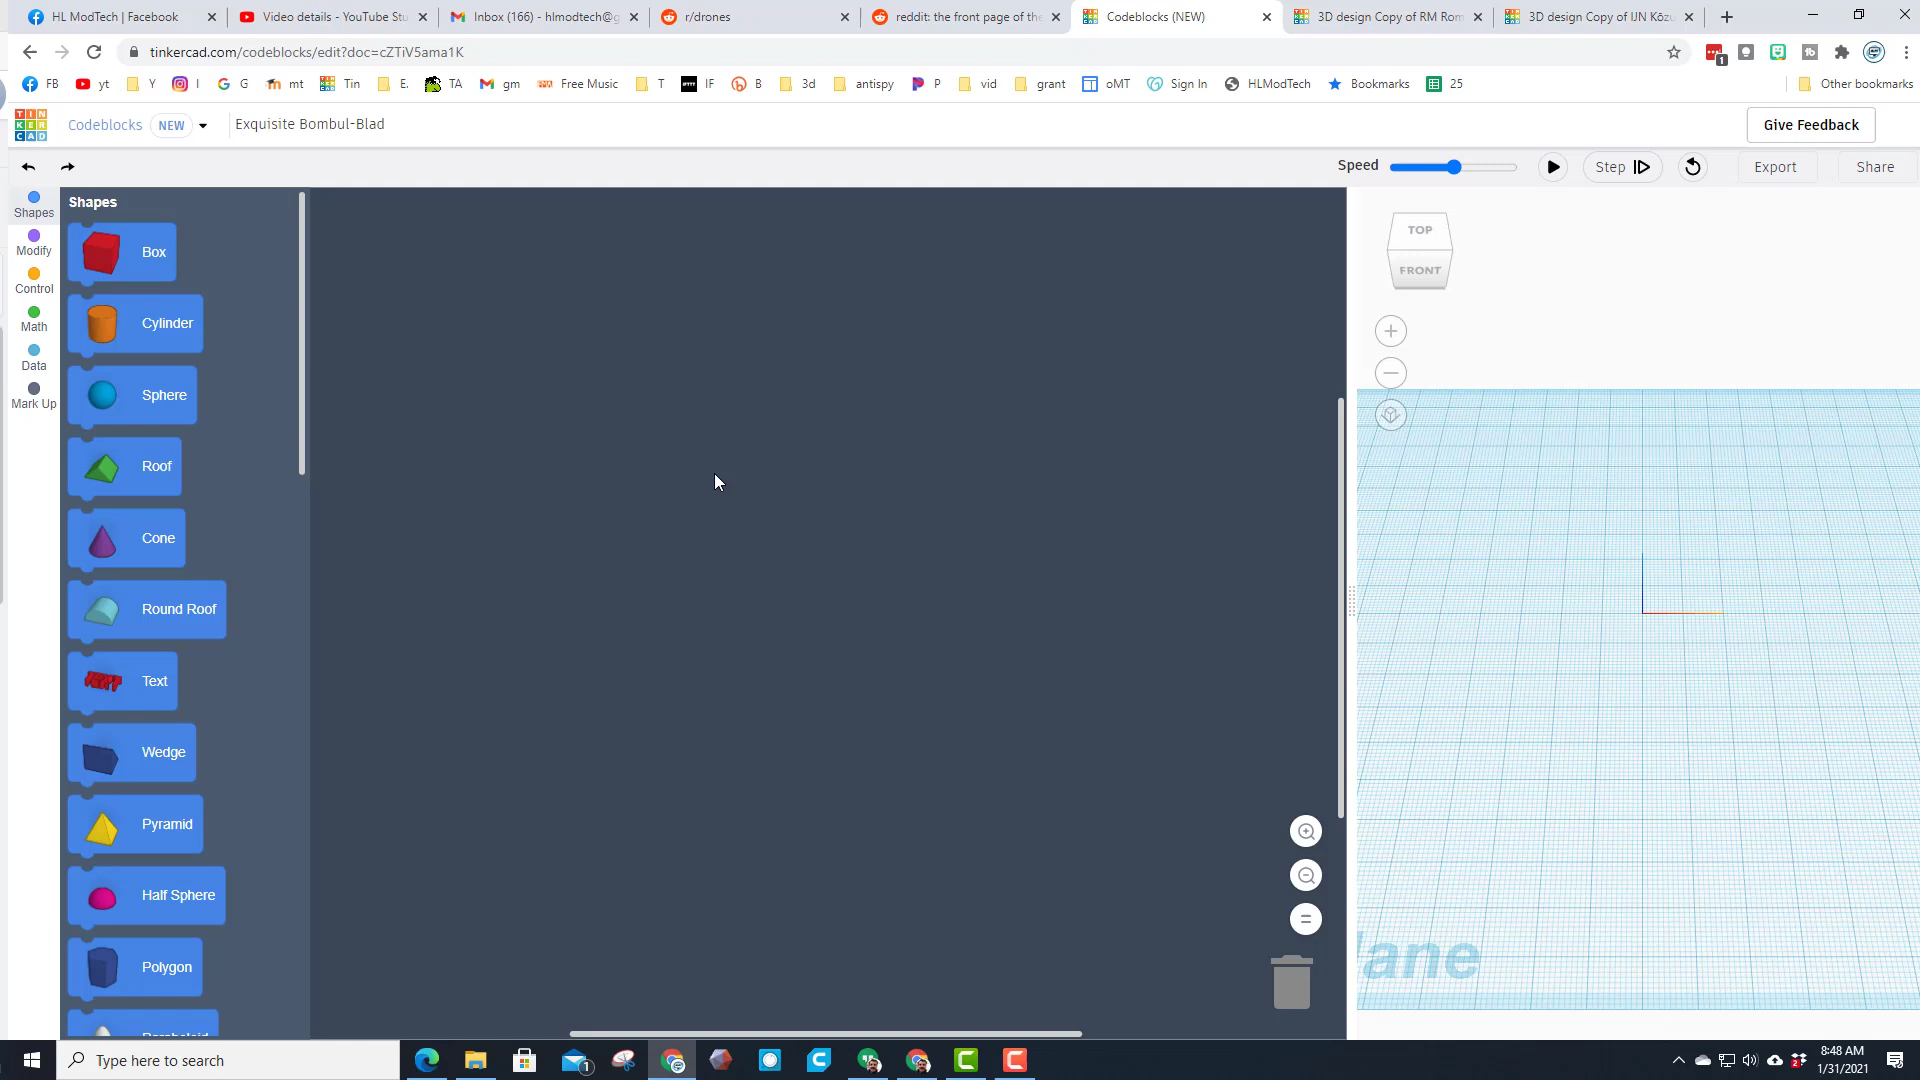 HL ModTech | Facebook
Video details - YouTube Stu
Inbox (166) - hlmodtech@g
r/drones
reddit: the front page of the
Codeblocks (NEW)
3D design Copy of RM Rom
3D design Copy of IJN Kōzu
tinkercad.com/codeblocks/edit?doc=cZTiV5ama1K
1
FB
yt
Y
I
G
mt
Tin
E.
TA
gm
Free Music
T
IF
B
3d
antispy
P
vid
grant
oMT
Sign In
HLModTech
Bookmarks
25
Other bookmarks
TIN
KER
CAD
Codeblocks
NEW
Exquisite Bombul-Blad
Give Feedback
Speed
Step
Export
Share
Shapes
Modify
Control
Math
Data
Mark Up
Shapes
Box
Cylinder
Sphere
Roof
Cone
Round Roof
Text
Wedge
Pyramid
Half Sphere
Polygon
TOP
FRONT
lane
Type here to search
1
8:48 AM
1/31/2021